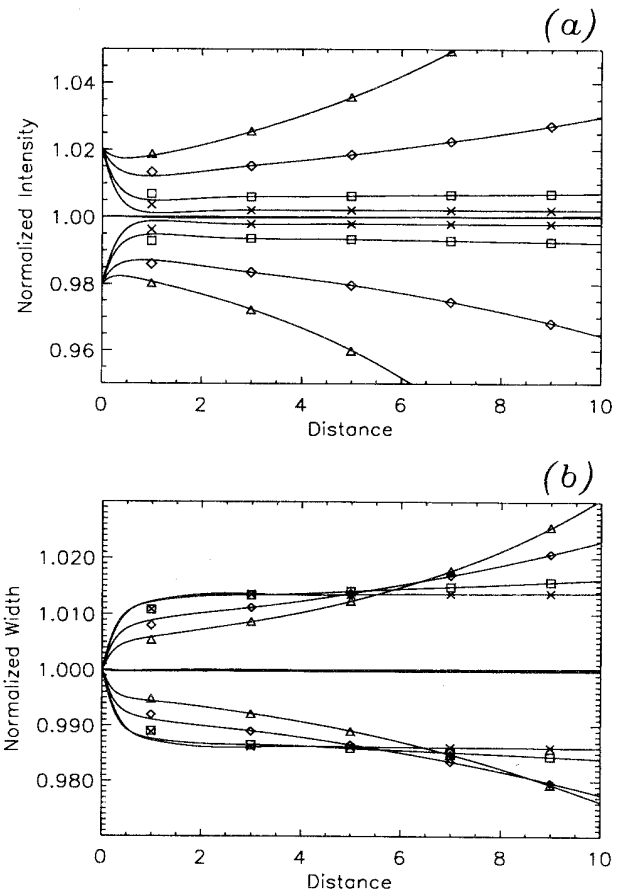 (a)
1.04
1.02
1.00
0.98
0.96
Normalized Intensity
0 2 4 6 8 10
Distance
(b)
1.020
1.010
1.000
0.990
0.980
Normalized Width
0 2 4 6 8 10
Distance